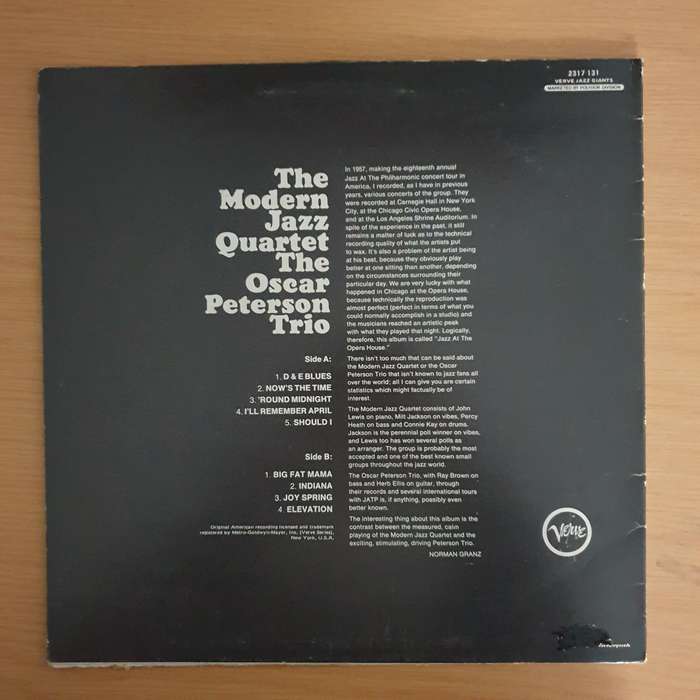 2317 131
VERVE JAZZ GIANTS
MARKETED BY POLYDOR DIVISION
The
Modern
Jazz
Quartet
The
Oscar
Peterson
Trio
Side A:
1. D & E BLUES
2. NOW'S THE TIME
3. 'ROUND MIDNIGHT
4. I'LL REMEMBER APRIL
5. SHOULD I
Side B:
1. BIG FAT MAMA
2. INDIANA
3. JOY SPRING
4. ELEVATION
Original American recording licensed and trademark
registered by Metro-Goldwyn-Mayer, Inc. (Verve Series),
New York, U.S.A.
In 1957, making the eighteenth annual
Jazz At The Philharmonic concert tour in
America, I recorded, as I have in previous
years, various concerts of the group. They
were recorded at Carnegie Hall in New York
City, at the Chicago Civic Opera House,
and at the Los Angeles Shrine Auditorium. In
spite of the experience in the past, it still
remains a matter of luck as to the technical
recording quality of what the artists put
to wax. It's also a problem of the artist being
at his best, because they obviously play
better at one sitting than another, depending
on the circumstances surrounding their
particular day. We are very lucky with what
happened in Chicago at the Opera House,
because technically the reproduction was
almost perfect (perfect in terms of what you
could normally accomplish in a studio) and
the musicians reached an artistic peak
with what they played that night. Logically,
therefore, this album is called "Jazz At The
Opera House."
There isn't too much that can be said about
the Modern Jazz Quartet or the Oscar
Peterson Trio that isn't known to jazz fans all
over the world; all I can give you are certain
statistics which might factually be of
interest.
The Modern Jazz Quartet consists of John
Lewis on piano, Milt Jackson on vibes, Percy
Heath on bass and Connie Kay on drums.
Jackson is the perennial poll winner on vibes,
and Lewis too has won several polls as
an arranger. The group is probably the most
accepted and one of the best known small
groups throughout the jazz world.
The Oscar Peterson Trio, with Ray Brown on
bass and Herb Ellis on guitar, through
their records and several international tours
with JATP is, if anything, possibly even
better known.
The interesting thing about this album is the
contrast between the measured, calm
playing of the Modern Jazz Quartet and the
exciting, stimulating, driving Peterson Trio.
NORMAN GRANZ
Verve